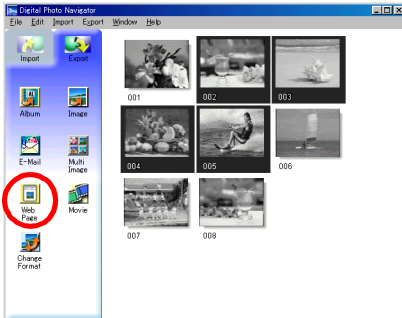 Digital Photo Navigator
File Edit Import Export Window Help
Import Export
Album Image
E-Mail Multi Image
Web Page Movie
Change Format
001 002 003
004 005 006
007 008